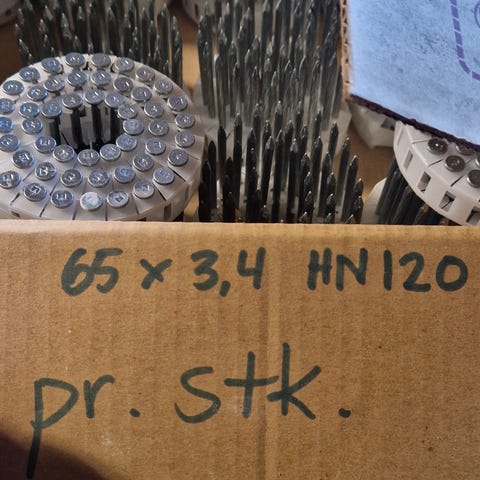 65 x 3,4 HN120
pr. stk.